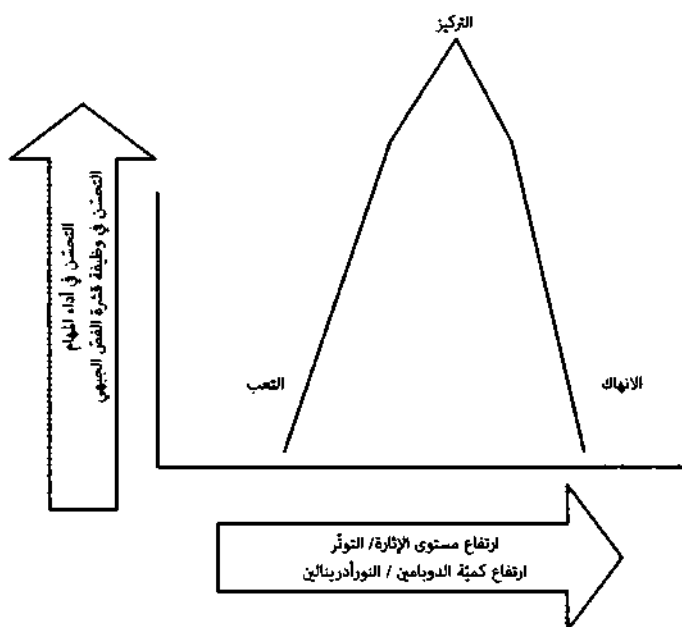 التركيز
التحسّن في أداء المهام
التحسّن في وظيفة قشرة الفصّ الجبهي
التعب
الانهاك
ارتفاع مستوى الإثارة/ التوتّر
ارتفاع كميّة الدوبامين / النورأدرينالين